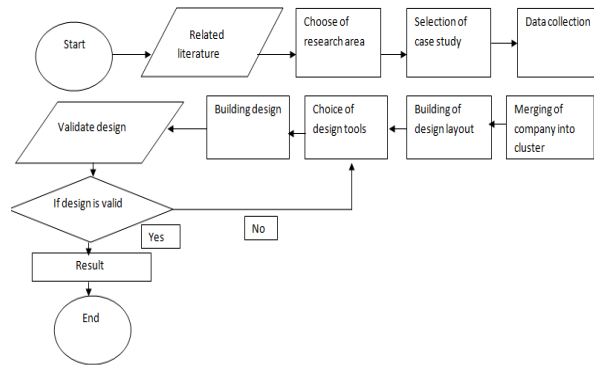 Start
Related
literature
Choose of
research area
Selection of
case study
Data collection
Validate design
Building design
Choice of
design tools
Building of
design layout
Merging of
company into
cluster
If design is valid
Yes
No
Result
End